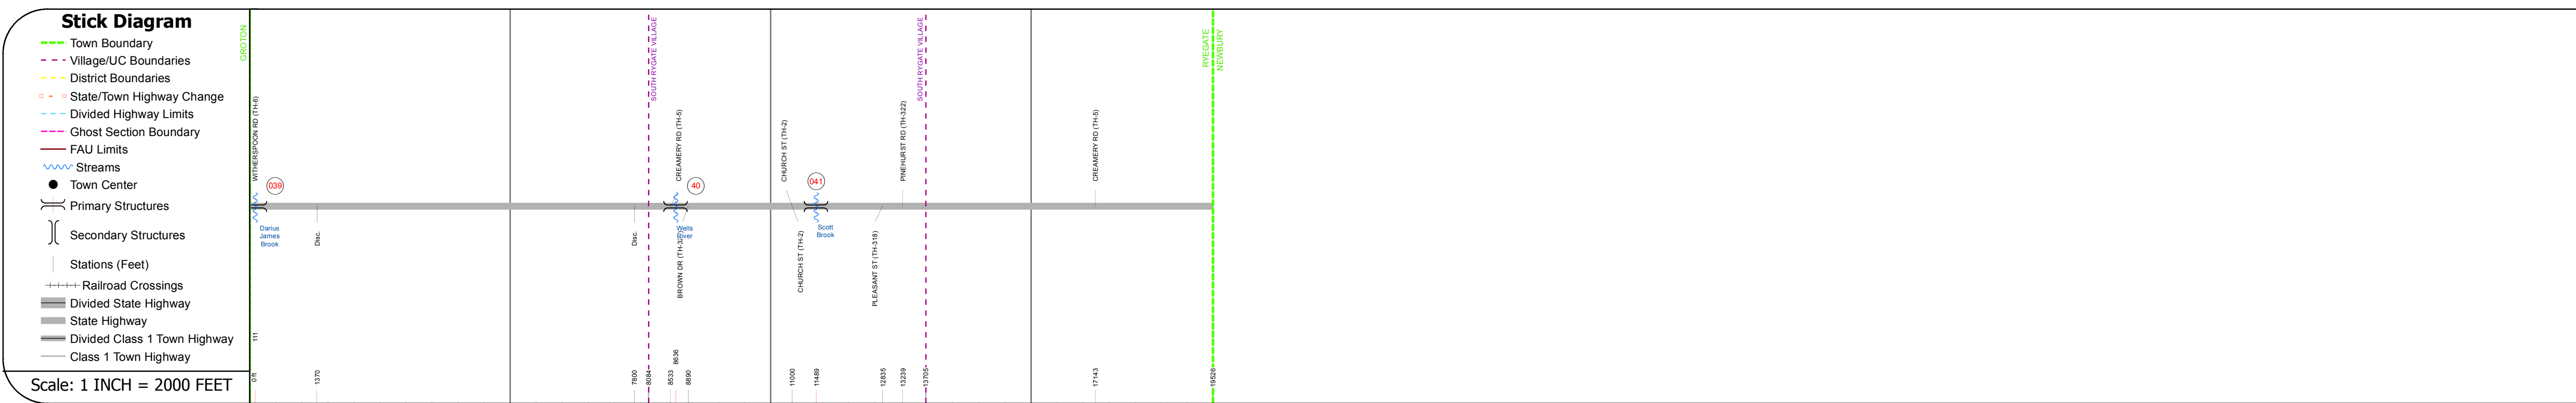 Stick Diagram
Town Boundary
Village/UC Boundaries
District Boundaries
State/Town Highway Change
Divided Highway Limits
Ghost Section Boundary
FAU Limits
Streams
Town Center
Primary Structures
Secondary Structures
Stations (Feet)
Railroad Crossings
Divided State Highway
State Highway
Divided Class 1 Town Highway
Class 1 Town Highway
Scale: 1 INCH = 2000 FEET
GROTON
WITHERSPOON RD (TH-6)
039
Darius
James
Brook
Disc.
Disc.
SOUTH RYGATE VILLAGE
CREAMERY RD (TH-5)
40
Wells
River
BROWN DR
CHURCH ST (TH-2)
CHURCH ST (TH-2)
041
Scott
Brook
PLEASANT ST (TH-318)
PINEHURST RD (TH-322)
SOUTH RYGATE VILLAGE
CREAMERY RD (TH-5)
RYEGATE
NEWBURY
0 ft
111
1370
7800
8084
8533
8636
8890
11000
11489
12835
13239
13705
17143
19526